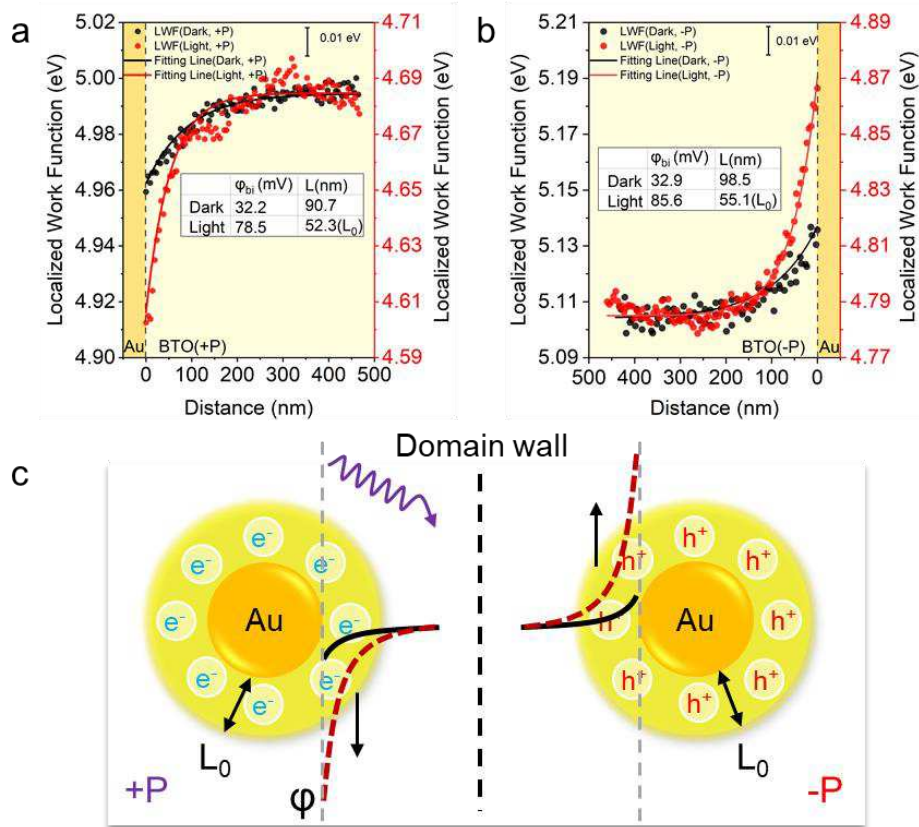 a
LWF(Dark, +P)
LWF(Light, +P)
Fitting Line(Dark, +P)
Fitting Line(Light, +P)
0.01 eV
Localized Work Function (eV)
5.02
5.00
4.98
4.96
4.94
4.92
4.90
4.71
4.69
4.67
4.65
4.63
4.61
4.59
Localized Work Function (eV)
φbi (mV) L(nm)
Dark 32.2 90.7
Light 78.5 52.3(L0)
Au BTO(+P)
0 100 200 300 400 500
Distance (nm)
b
LWF(Dark, -P)
LWF(Light, -P)
Fitting Line(Dark, -P)
Fitting Line(Light, -P)
0.01 eV
Localized Work Function (eV)
5.21
5.19
5.17
5.15
5.13
5.11
5.09
4.89
4.87
4.85
4.83
4.81
4.79
4.77
Localized Work Function (eV)
φbi (mV) L(nm)
Dark 32.9 98.5
Light 85.6 55.1(L0)
BTO(-P) Au
500 400 300 200 100 0
Distance (nm)
c
Domain wall
e- e- e- e- e- e- e- e-
Au
L0
+P
φ
h+ h+ h+ h+ h+ h+ h+ h+
Au
L0
-P